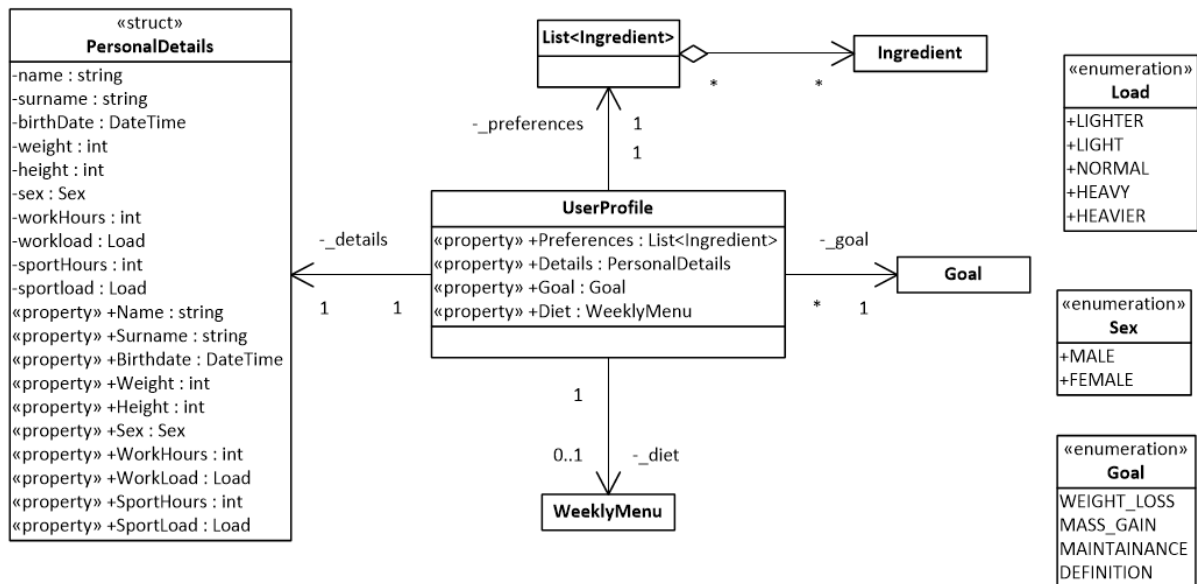 «struct»
PersonalDetails
-name : string
-surname : string
-birthDate : DateTime
-weight : int
-height : int
-sex : Sex
-workHours : int
-workload : Load
-sportHours : int
-sportload : Load
«property» +Name : string
«property» +Surname : string
«property» +Birthdate : DateTime
«property» +Weight : int
«property» +Height : int
«property» +Sex : Sex
«property» +WorkHours : int
«property» +WorkLoad : Load
«property» +SportHours : int
«property» +SportLoad : Load
List<Ingredient>
*
*
Ingredient
-_preferences
1
1
UserProfile
«property» +Preferences : List<Ingredient>
«property» +Details : PersonalDetails
«property» +Goal : Goal
«property» +Diet : WeeklyMenu
-_details
1
1
-_goal
*
1
Goal
1
0..1
-_diet
WeeklyMenu
«enumeration»
Load
+LIGHTER
+LIGHT
+NORMAL
+HEAVY
+HEAVIER
«enumeration»
Sex
+MALE
+FEMALE
«enumeration»
Goal
WEIGHT_LOSS
MASS_GAIN
MAINTAINANCE
DEFINITION